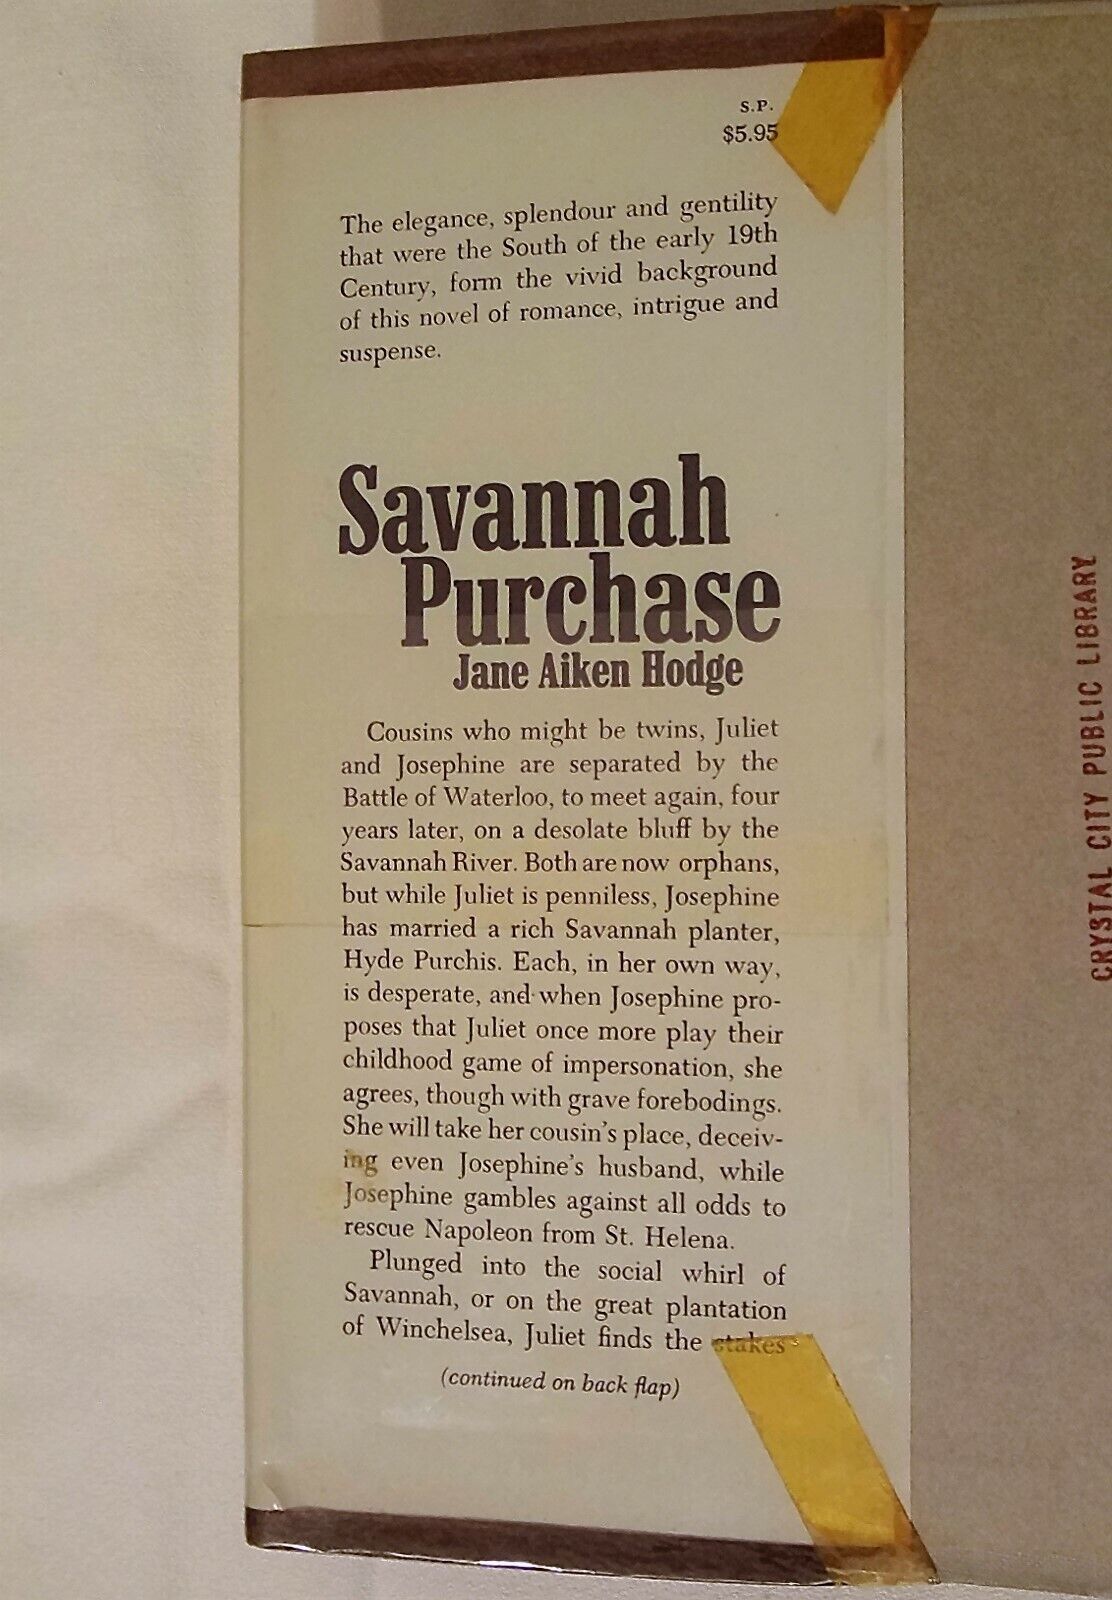 S.P.
$5.95
The elegance, splendour and gentility
that were the South of the early 19th
Century, form the vivid background
of this novel of romance, intrigue and
suspense.
Savannah
Purchase
Jane Aiken Hodge
Cousins who might be twins, Juliet
and Josephine are separated by the
Battle of Waterloo, to meet again, four
years later, on a desolate bluff by the
Savannah River. Both are now orphans,
but while Juliet is penniless, Josephine
has married a rich Savannah planter,
Hyde Purchis. Each, in her own way,
is desperate, and when Josephine pro-
poses that Juliet once more play their
childhood game of impersonation, she
agrees, though with grave forebodings.
She will take her cousin's place, deceiv-
ing even Josephine's husband, while
Josephine gambles against all odds to
rescue Napoleon from St. Helena.
Plunged into the social whirl of
Savannah, or on the great plantation
of Winchelsea, Juliet finds the stakes
(continued on back flap)
CRYSTAL CITY PUBLIC LIBRARY